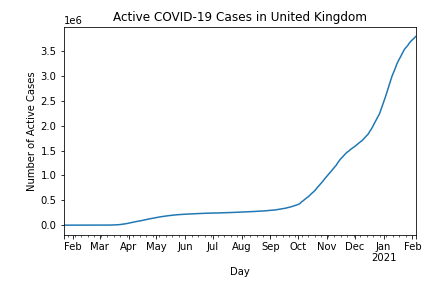 Active COVID-19 Cases in United Kingdom
1e6
3.5
3.0
2.5
2.0
1.5
1.0
0.5
0.0
Number of Active Cases
Feb Mar Apr May Jun Jul Aug Sep Oct Nov Dec Jan Feb
2021
Day